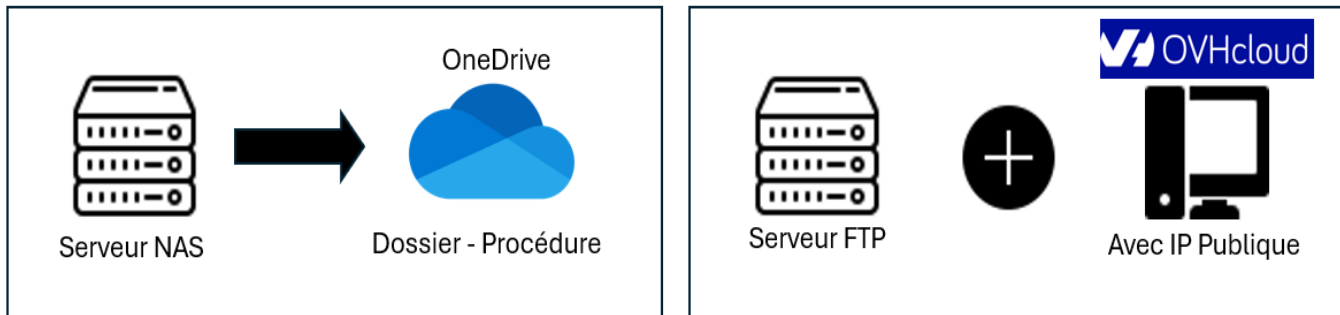 OneDrive
Serveur NAS
Dossier - Procédure
OVHcloud
Serveur FTP
Avec IP Publique